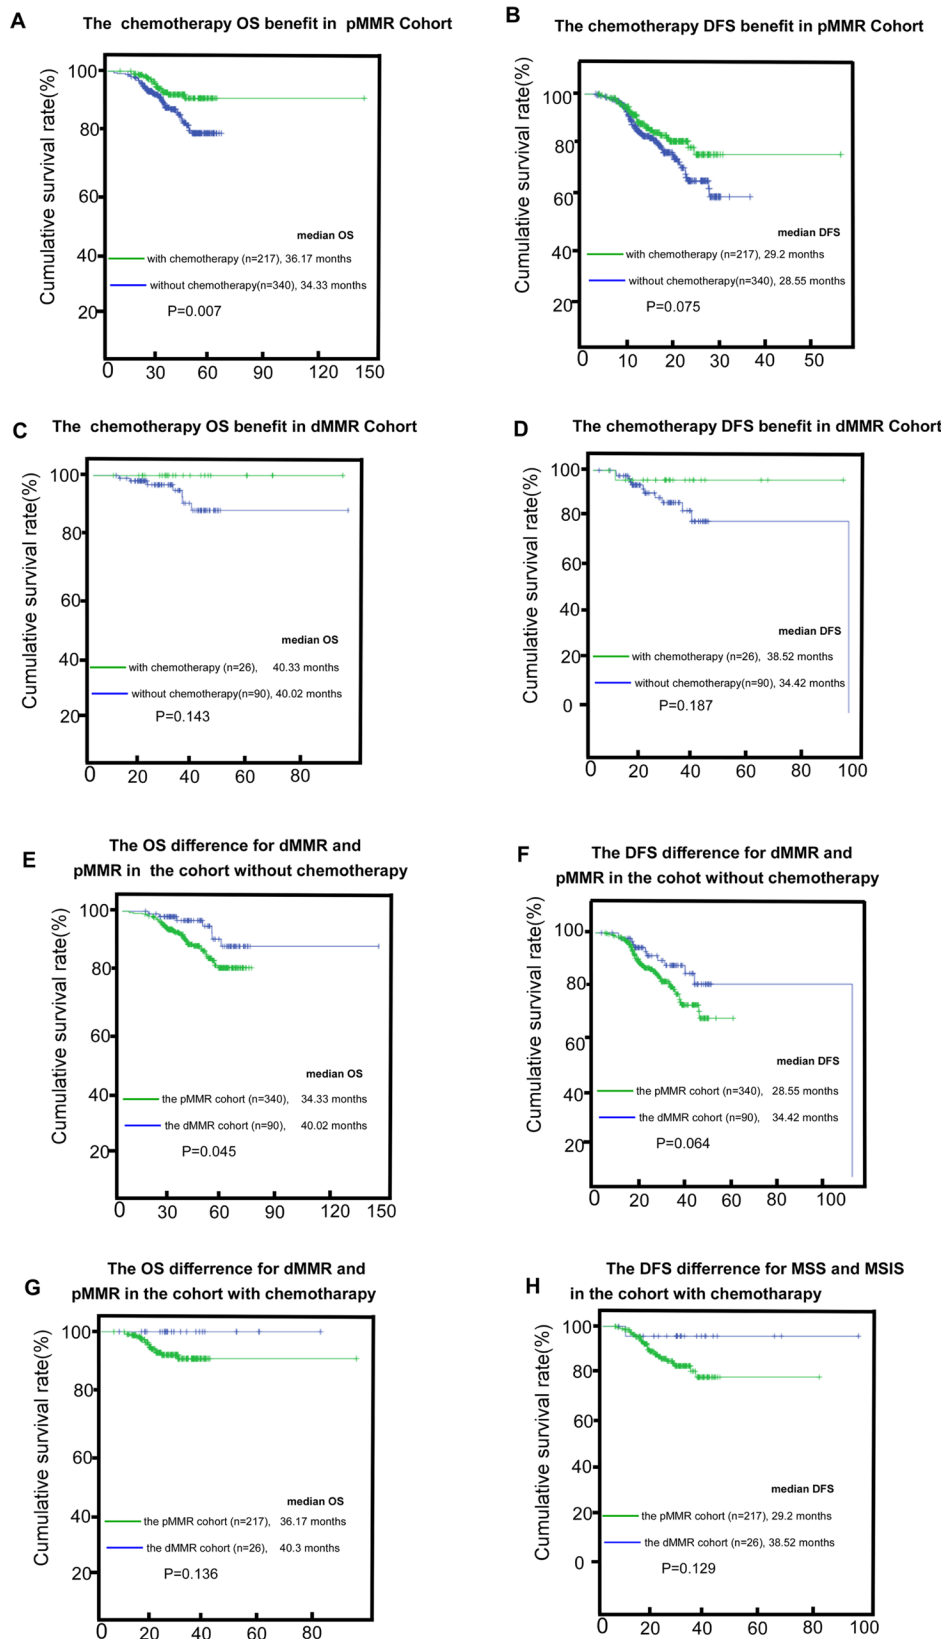 A
The chemotherapy OS benefit in pMMR Cohort
Cumulative survival rate(%)
100
80
60
40
20
median OS
with chemotherapy (n=217), 36.17 months
without chemotherapy(n=340), 34.33 months
P=0.007
0 30 60 90 120 150
B
The chemotherapy DFS benefit in pMMR Cohort
Cumulative survival rate(%)
100
80
60
40
20
median DFS
with chemotherapy (n=217), 29.2 months
without chemotherapy(n=340), 28.55 months
P=0.075
0 10 20 30 40 50
C
The chemotherapy OS benefit in dMMR Cohort
Cumulative survival rate(%)
100
80
60
40
20
median OS
with chemotherapy (n=26), 40.33 months
without chemotherapy(n=90), 40.02 months
P=0.143
0 20 40 60 80
D
The chemotherapy DFS benefit in dMMR Cohort
Cumulative survival rate(%)
100
80
60
40
20
0
median DFS
with chemotherapy (n=26), 38.52 months
without chemotherapy(n=90), 34.42 months
P=0.187
0 20 40 60 80 100
E
The OS difference for dMMR and
pMMR in the cohort without chemotherapy
Cumulative survival rate(%)
100
80
60
40
20
median OS
the pMMR cohort (n=340), 34.33 months
the dMMR cohort (n=90), 40.02 months
P=0.045
0 30 60 90 120 150
F
The DFS difference for dMMR and
pMMR in the cohot without chemotherapy
Cumulative survival rate(%)
100
80
60
40
20
median DFS
the pMMR cohort (n=340), 28.55 months
the dMMR cohort (n=90), 34.42 months
P=0.064
0 20 40 60 80 100
G
The OS differrence for dMMR and
pMMR in the cohort with chemotharapy
Cumulative survival rate(%)
100
80
60
40
20
median OS
the pMMR cohort (n=217), 36.17 months
the dMMR cohort (n=26), 40.3 months
P=0.136
0 20 40 60 80
H
The DFS difference for MSS and MSIS
in the cohort with chemotharapy
Cumulative survival rate(%)
100
80
60
40
20
0
median DFS
the pMMR cohort (n=217), 29.2 months
the dMMR cohort (n=26), 38.52 months
P=0.129
0 20 40 60 80 100